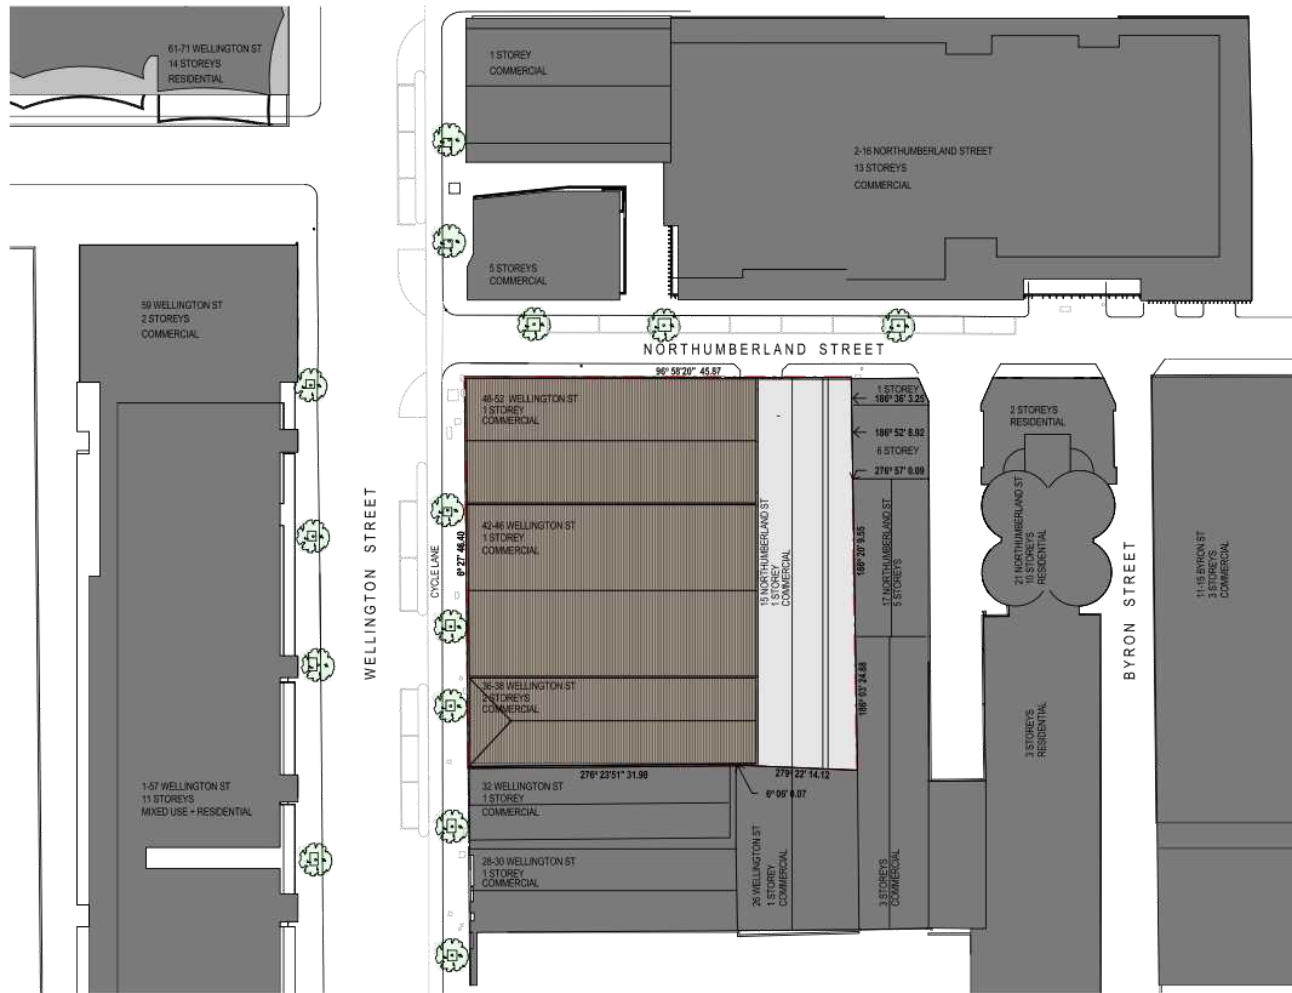 61-71 WELLINGTON ST
14 STOREYS
RESIDENTIAL
1 STOREY
COMMERCIAL
2-16 NORTHUMBERLAND STREET
13 STOREYS
COMMERCIAL
5 STOREYS
COMMERCIAL
59 WELLINGTON ST
2 STOREYS
COMMERCIAL
NORTHUMBERLAND STREET
96° 58'20" 45.87
48-52 WELLINGTON ST
1 STOREY
COMMERCIAL
1 STOREY
186° 36' 3.25
186° 52' 8.92
6 STOREY
276° 57' 0.09
2 STOREYS
RESIDENTIAL
WELLINGTON STREET
CYCLE LANE
6° 27' 46.40
42-46 WELLINGTON ST
1 STOREY
COMMERCIAL
15 NORTHUMBERLAND ST
1 STOREY
COMMERCIAL
186° 20' 9.55
17 NORTHUMBERLAND ST
5 STOREYS
21 NORTHUMBERLAND ST
10 STOREYS
RESIDENTIAL
BYRON STREET
11-15 BYRON ST
3 STOREYS
COMMERCIAL
36-38 WELLINGTON ST
2 STOREYS
COMMERCIAL
186° 03' 24.88
3 STOREYS
RESIDENTIAL
276° 23'51" 31.98
279° 22' 14.12
6° 06' 0.07
1-57 WELLINGTON ST
11 STOREYS
MIXED USE + RESIDENTIAL
32 WELLINGTON ST
1 STOREY
COMMERCIAL
28-30 WELLINGTON ST
1 STOREY
COMMERCIAL
26 WELLINGTON ST
1 STOREY
COMMERCIAL
3 STOREYS
COMMERCIAL